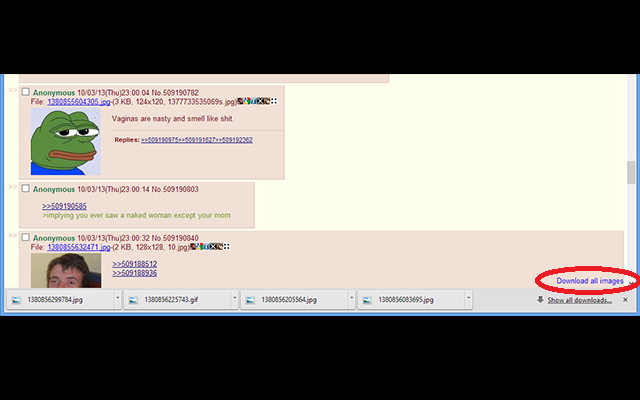 >> Anonymous 10/03/13(Thu)23:00:04 No.509190782
File: 1380855604305.jpg-(3 KB, 124x120, 1377733535069s.jpg)
Vaginas are nasty and smell like shit.
Replies: >>509190975>>509191627>>509192362
>> Anonymous 10/03/13(Thu)23:00:14 No.509190803
>>509190585
>implying you ever saw a naked woman except your mom
>> Anonymous 10/03/13(Thu)23:00:32 No.509190840
File: 1380855632471.jpg-(2 KB, 128x128, 10.jpg)
>>509188512
>>509188936
Download all images
1380856299784.jpg
1380856225743.gif
1380856205564.jpg
1380856083695.jpg
Show all downloads...